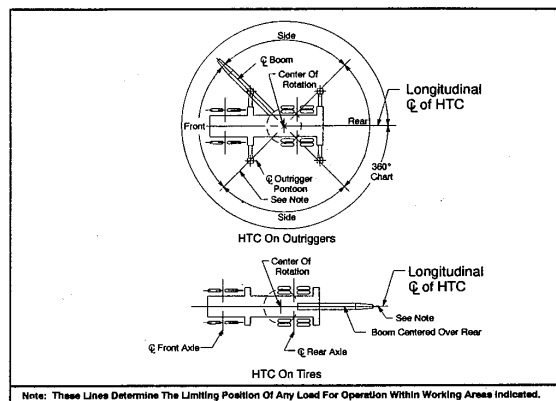 Side
℄ Boom
Center Of
Rotation
Longitudinal
℄ of HTC
Front
Rear
360°
Chart
℄ Outrigger
Pontoon
See Note
Side
HTC On Outriggers
Center Of
Rotation
Longitudinal
℄ of HTC
See Note
Boom Centered Over Rear
℄ Front Axle
℄ Rear Axle
HTC On Tires
Note: These Lines Determine The Limiting Position Of Any Load For Operation Within Working Areas Indicated.